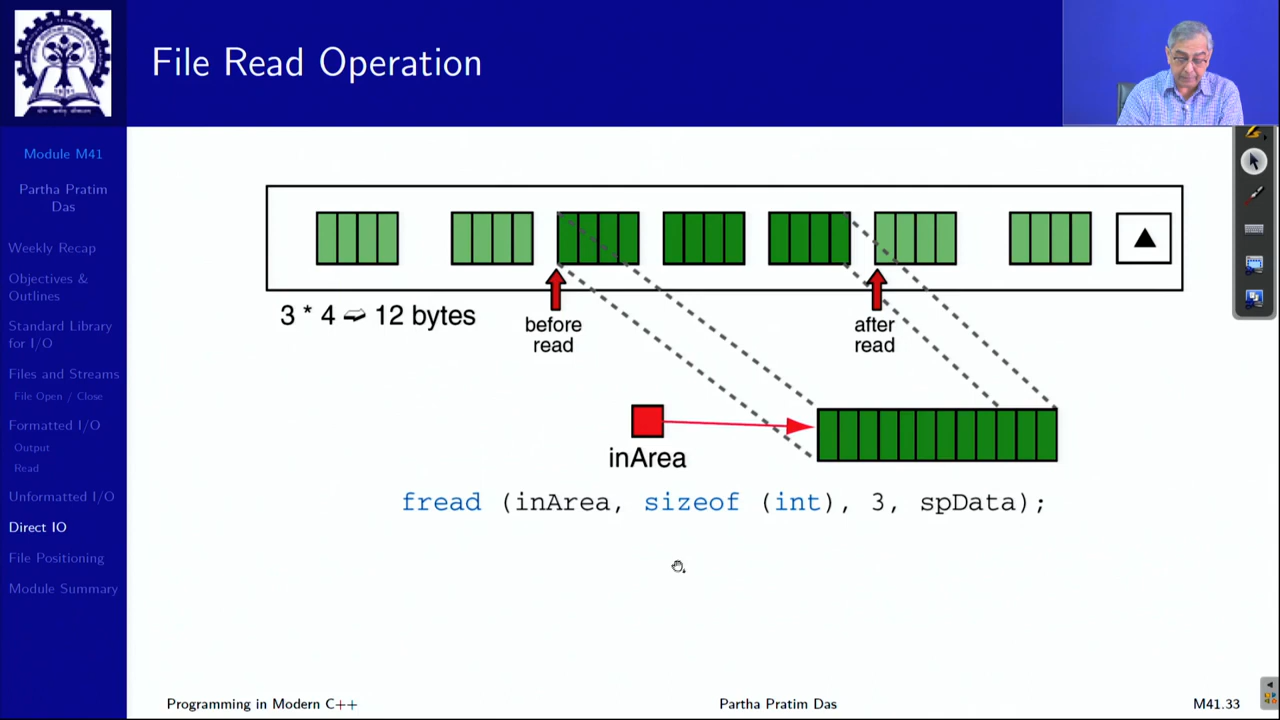 File Read Operation
Module M41
Partha Pratim
Das
Weekly Recap
Objectives &
Outlines
Standard Library
for I/O
Files and Streams
File Open / Close
Formatted I/O
Output
Read
Unformatted I/O
Direct IO
File Positioning
Module Summary
3 * 4 ➯ 12 bytes
before
read
after
read
inArea
fread (inArea, sizeof (int), 3, spData);
Programming in Modern C++
Partha Pratim Das
M41.33